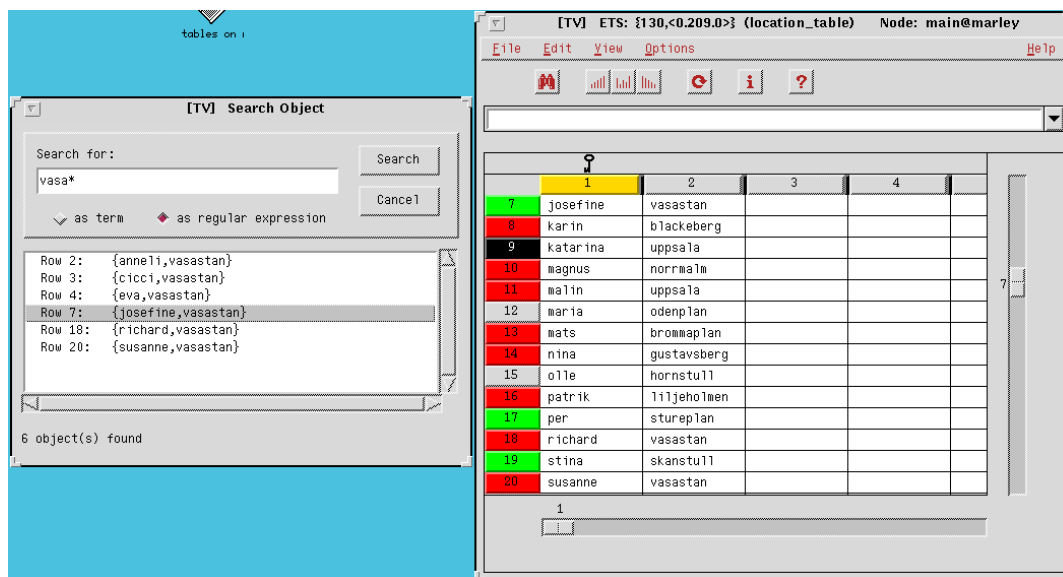 tables on
[TV] Search Object
Search for:
vasa*
Search
Cancel
as term
as regular expression
Row 2: {anneli,vasastan}
Row 3: {cicci,vasastan}
Row 4: {eva,vasastan}
Row 7: {josefine,vasastan}
Row 18: {richard,vasastan}
Row 20: {susanne,vasastan}
6 object(s) found
[TV] ETS: {130,<0.209.0>} (location_table) Node: main@marley
File Edit View Options Help
i ?
1 2 3 4
7 josefine vasastan
8 karin blackeberg
9 katarina uppsala
10 magnus norrmalm
11 malin uppsala
12 maria odenplan
13 mats brommaplan
14 nina gustavsberg
15 olle hornstull
16 patrik liljeholmen
17 per stureplan
18 richard vasastan
19 stina skanstull
20 susanne vasastan
7
1